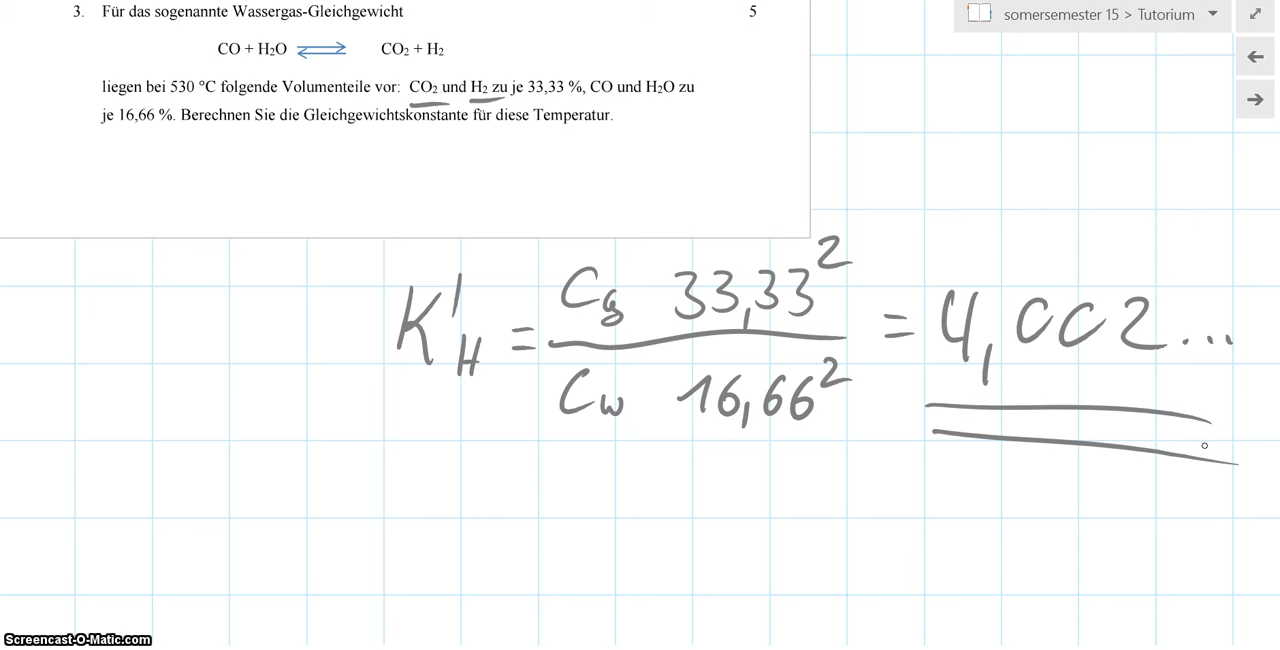 3. Für das sogenannte Wassergas-Gleichgewicht 5
somersemester 15 > Tutorium
CO + H₂O ⇌ CO₂ + H₂
liegen bei 530 °C folgende Volumenteile vor: CO₂ und H₂ zu je 33,33 %, CO und H₂O zu
je 16,66 %. Berechnen Sie die Gleichgewichtskonstante für diese Temperatur.
K'H = Cg 33,33² / Cw 16,66² = 4,002...
Screencast-O-Matic.com